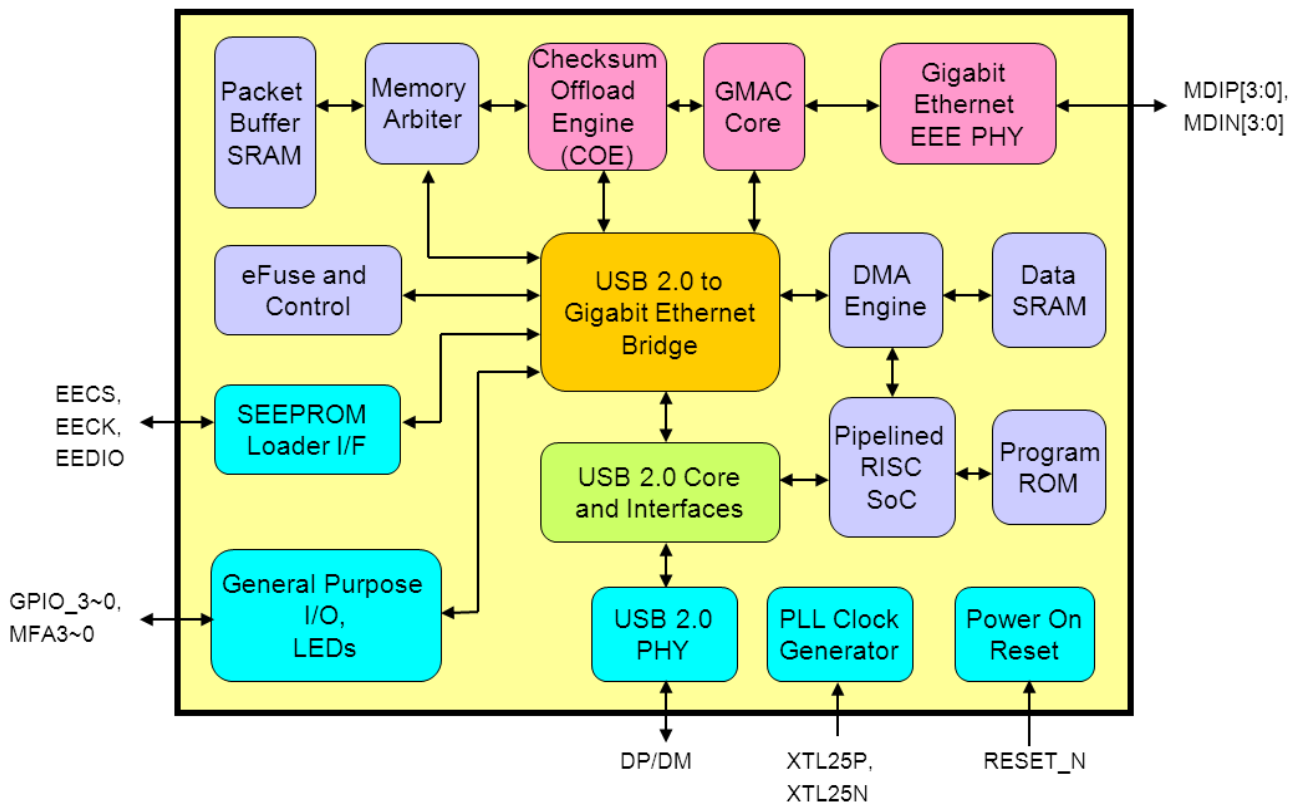 Packet
Buffer
SRAM
Memory
Arbiter
Checksum
Offload
Engine
(COE)
GMAC
Core
Gigabit
Ethernet
EEE PHY
MDIP[3:0],
MDIN[3:0]
eFuse and
Control
USB 2.0 to
Gigabit Ethernet
Bridge
DMA
Engine
Data
SRAM
EECS,
EECK,
EEDIO
SEEPROM
Loader I/F
USB 2.0 Core
and Interfaces
Pipelined
RISC
SoC
Program
ROM
GPIO_3~0,
MFA3~0
General Purpose
I/O,
LEDs
USB 2.0
PHY
PLL Clock
Generator
Power On
Reset
DP/DM
XTL25P,
XTL25N
RESET_N